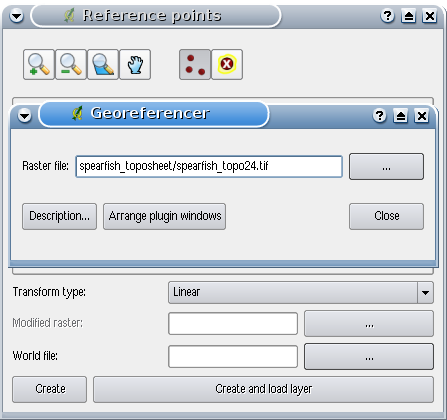 Reference points
Georeferencer
Raster file: spearfish_toposheet/spearfish_topo24.tif ...
Description... Arrange plugin windows Close
Transform type: Linear
Modified raster: ...
World file: ...
Create Create and load layer